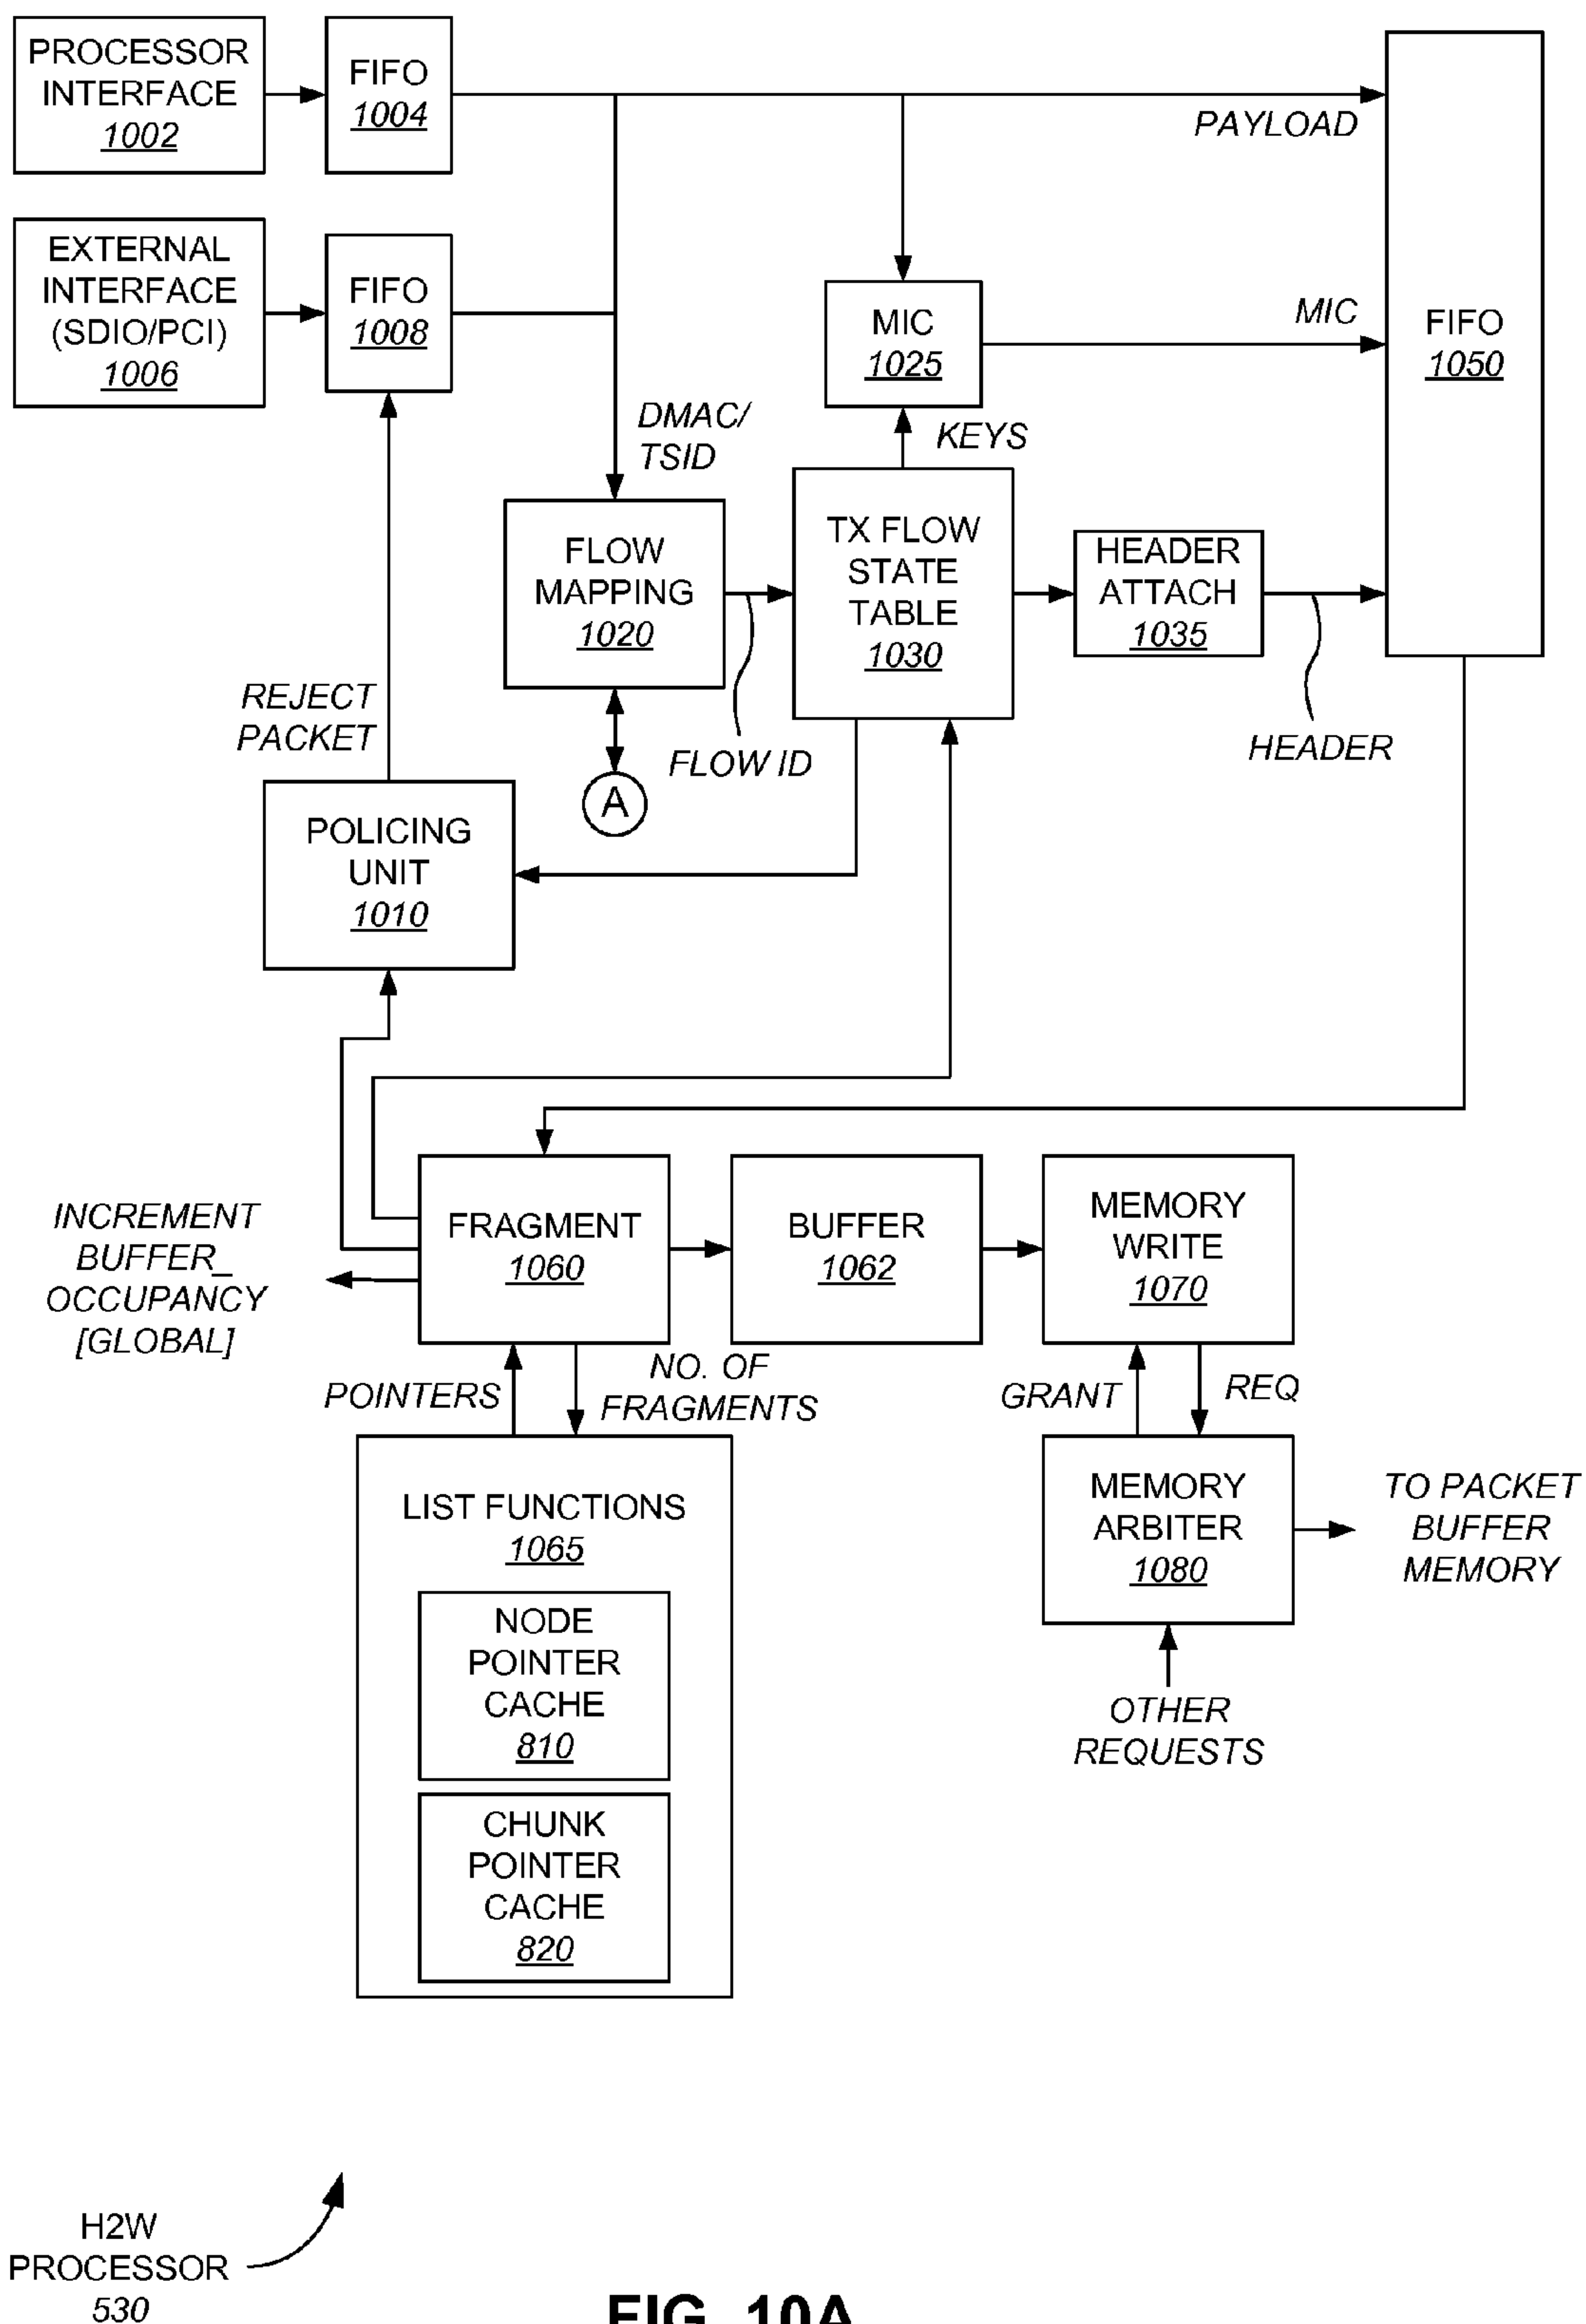 PROCESSOR
INTERFACE
1002
FIFO
1004
PAYLOAD
EXTERNAL
INTERFACE
(SDIO/PCI)
1006
FIFO
1008
MIC
1025
MIC
FIFO
1050
DMAC/
TSID
KEYS
FLOW
MAPPING
1020
TX FLOW
STATE
TABLE
1030
HEADER
ATTACH
1035
REJECT
PACKET
FLOW ID
HEADER
A
POLICING
UNIT
1010
INCREMENT
BUFFER_
OCCUPANCY
[GLOBAL]
FRAGMENT
1060
BUFFER
1062
MEMORY
WRITE
1070
POINTERS
NO. OF
FRAGMENTS
GRANT
REQ
LIST FUNCTIONS
1065
MEMORY
ARBITER
1080
TO PACKET
BUFFER
MEMORY
NODE
POINTER
CACHE
810
OTHER
REQUESTS
CHUNK
POINTER
CACHE
820
H2W
PROCESSOR
530
FIG. 10A